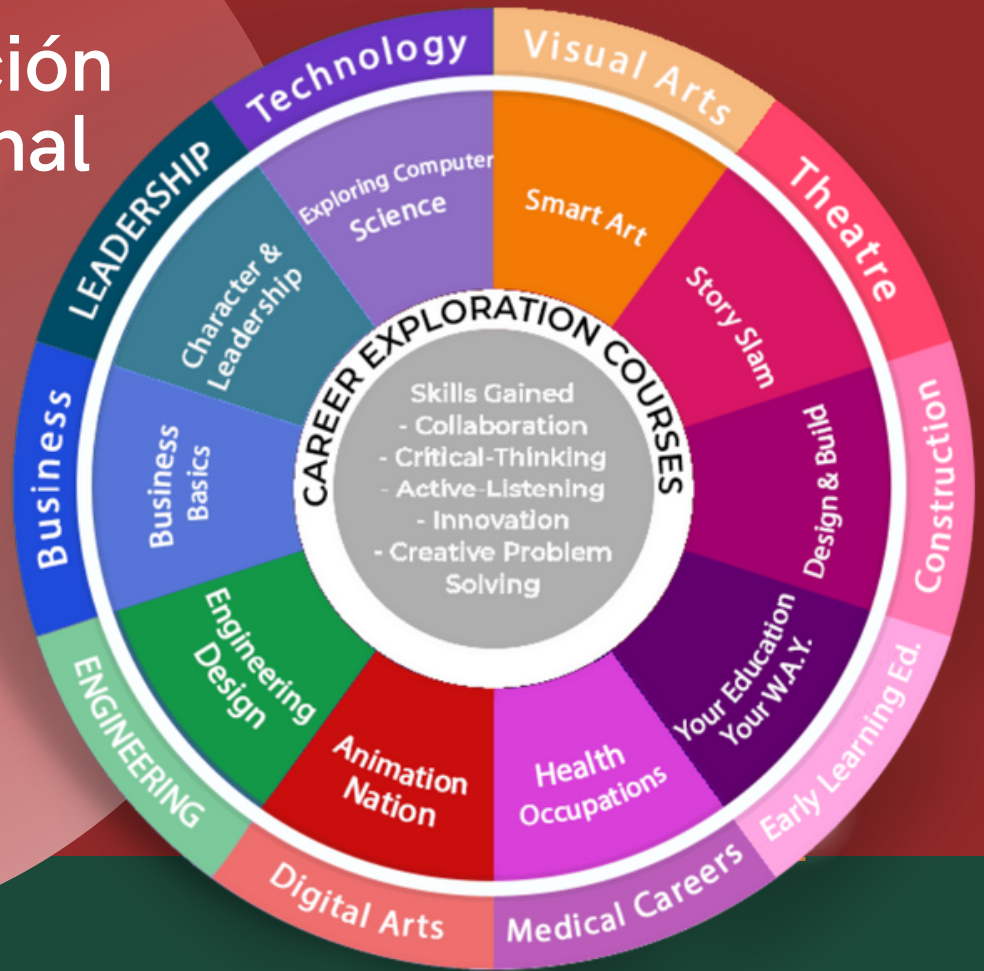 ción
nal
Technology
Visual Arts
Theatre
Construction
Early Learning Ed.
Medical Careers
Digital Arts
ENGINEERING
Business
LEADERSHIP
Exploring Computer
Science
Smart Art
Story Slam
Design & Build
Your Education
Your W.A.Y.
Health
Occupations
Animation
Nation
Engineering
Design
Business
Basics
Character &
Leadership
CAREER EXPLORATION COURSES
Skills Gained
- Collaboration
- Critical-Thinking
- Active-Listening
- Innovation
- Creative Problem
Solving